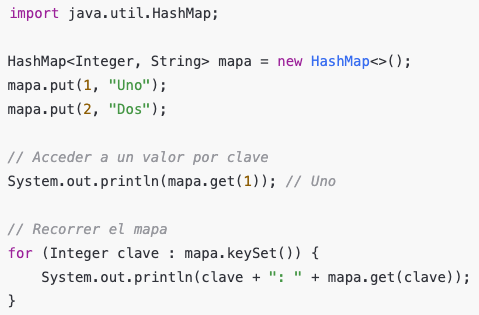 import java.util.HashMap;
HashMap<Integer, String> mapa = new HashMap<>();
mapa.put(1, "Uno");
mapa.put(2, "Dos");
// Acceder a un valor por clave
System.out.println(mapa.get(1)); // Uno
// Recorrer el mapa
for (Integer clave : mapa.keySet()) {
    System.out.println(clave + ": " + mapa.get(clave));
}